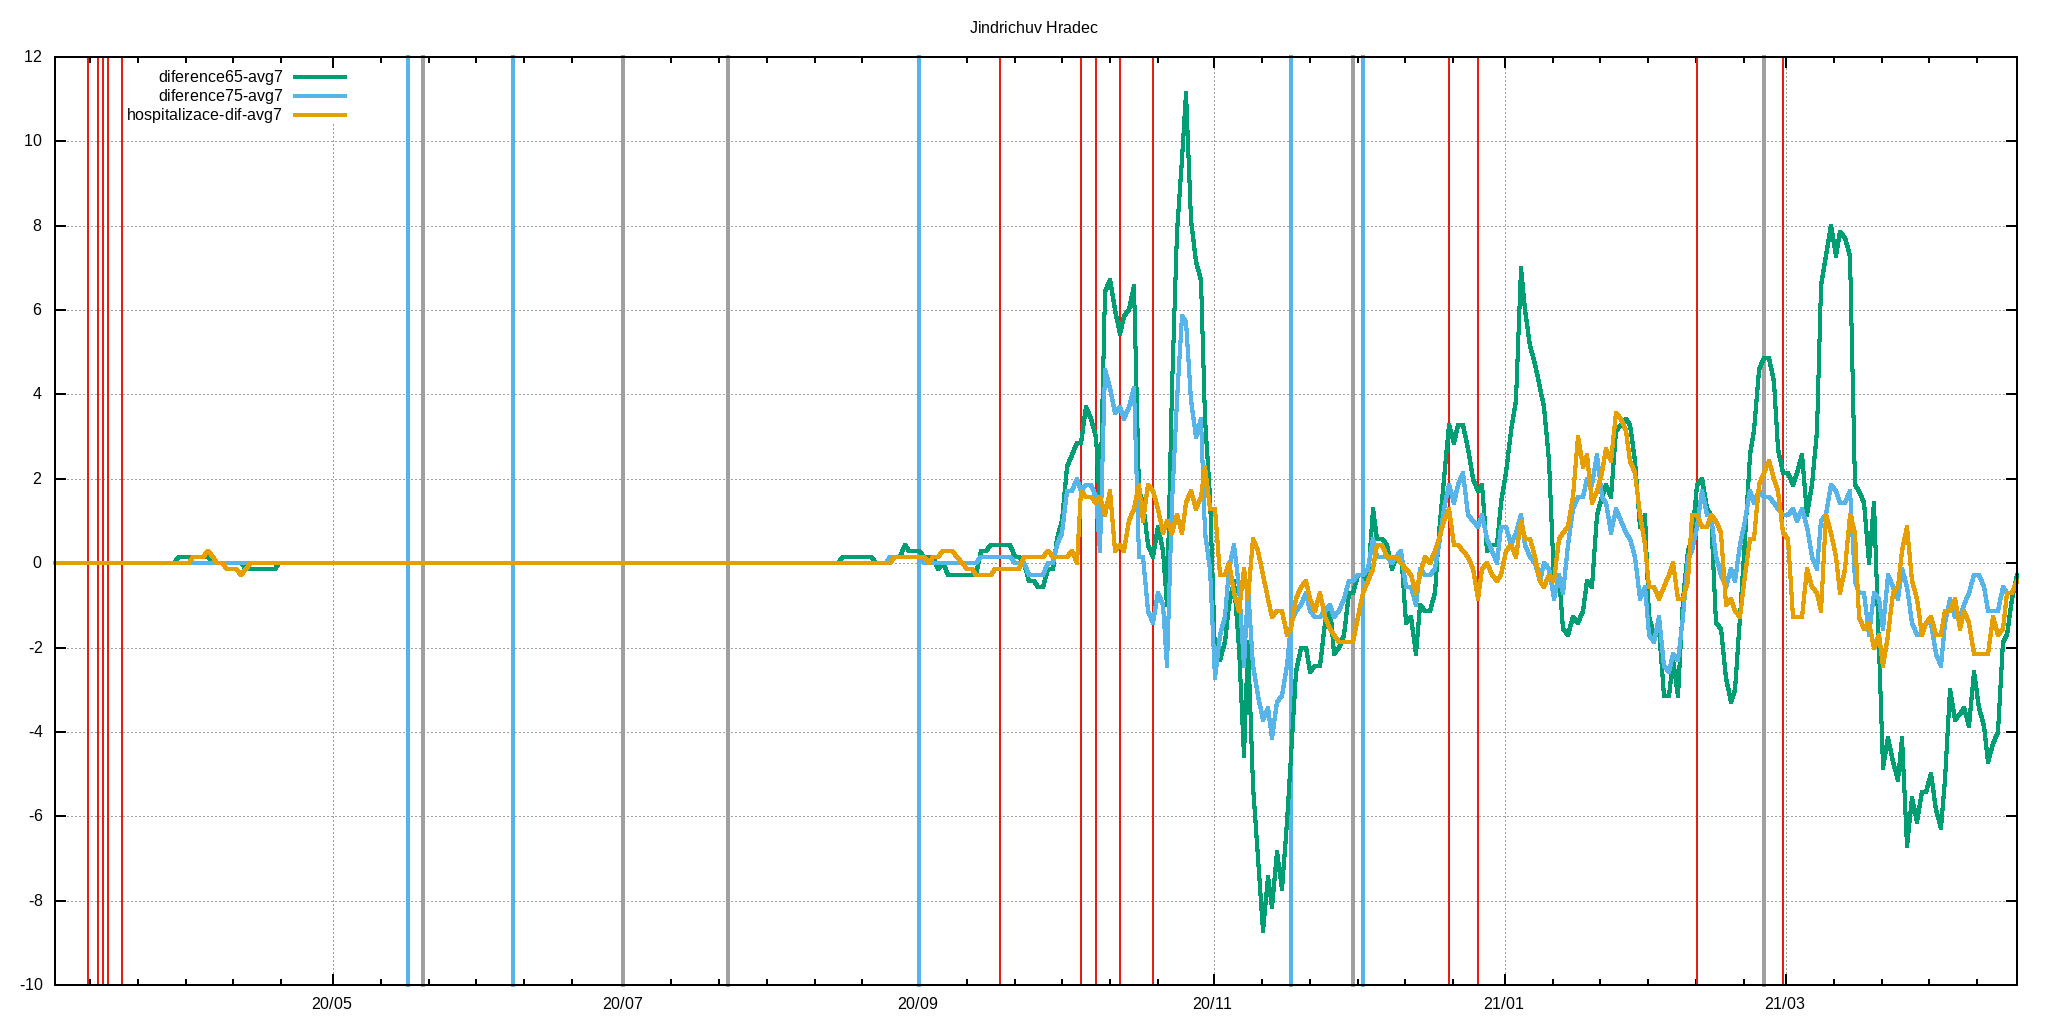 Jindrichuv Hradec
12
diference65-avg7
diference75-avg7
hospitalizace-dif-avg7
10
8
6
4
2
0
-2
-4
-6
-8
-10
20/05 20/07 20/09 20/11 21/01 21/03